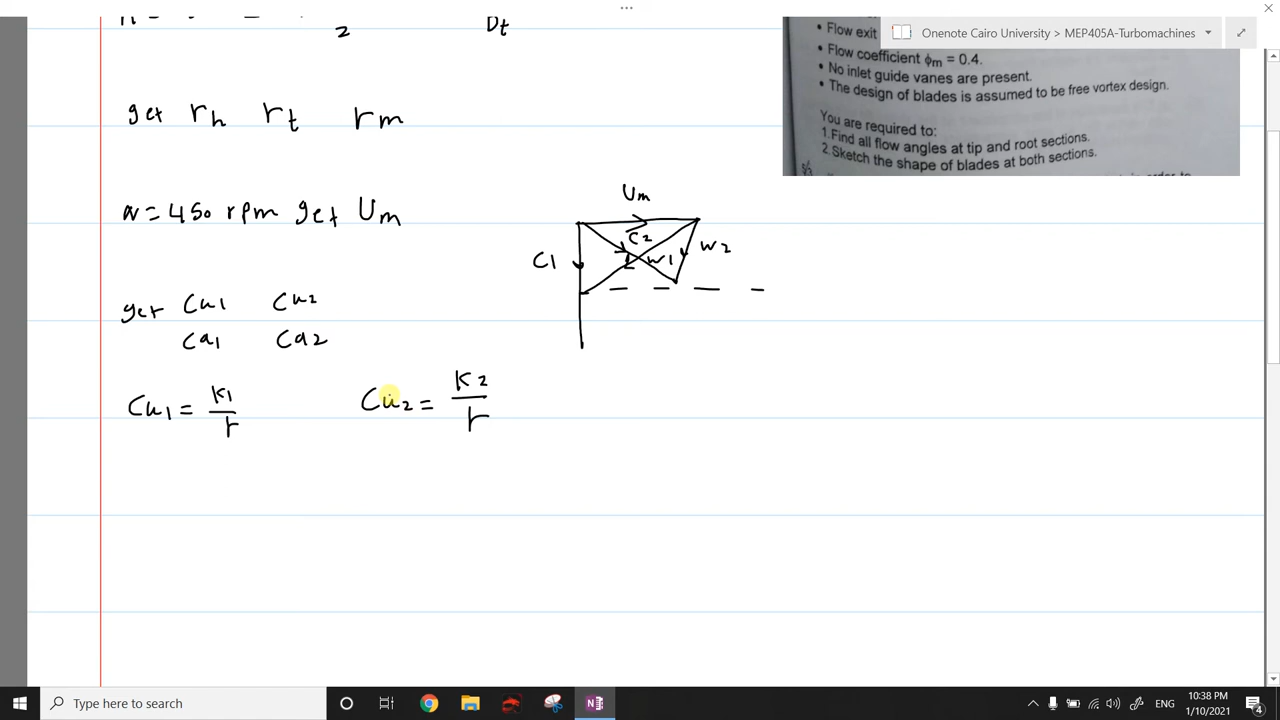 2
Dt
Onenote Cairo University > MEP405A-Turbomachines
• Flow exit
• Flow coefficient ϕm = 0.4.
• No inlet guide vanes are present.
• The design of blades is assumed to be free vortex design.
You are required to:
1.Find all flow angles at tip and root sections.
2.Sketch the shape of blades at both sections.
get rh rt rm
n = 450 rpm get Um
Um
C2
C1
W1
W2
get Cu1 Cu2
Ca1 Ca2
Cu1 = K1/r Cu2 = K2/r
Type here to search
ENG
10:38 PM
1/10/2021
4